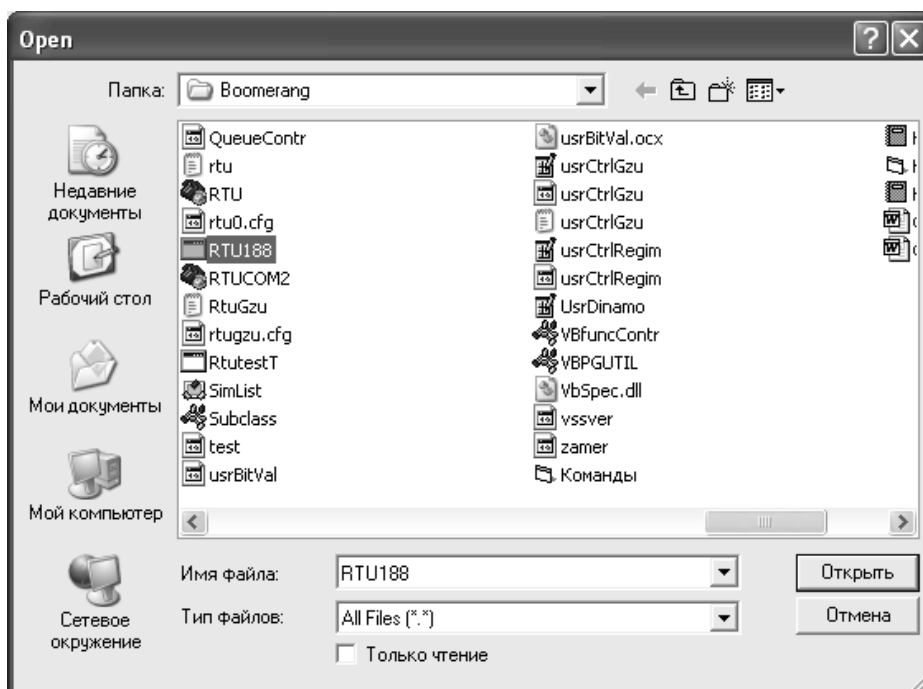 Open
Папка: Boomerang
Недавние
документы
Рабочий стол
Мои документы
Мой компьютер
Сетевое
окружение
QueueContr
rtu
RTU
rtu0.cfg
RTU188
RTUCOM2
RtuGzu
rtugzu.cfg
RtutestT
SimList
Subclass
test
usrBitVal
usrBitVal.ocx
usrCtrlGzu
usrCtrlGzu
usrCtrlGzu
usrCtrlRegim
usrCtrlRegim
UsrDinamo
VBfuncContr
VBPGUTIL
VbSpec.dll
vssver
zamer
Команды
Имя файла: RTU188 Открыть
Тип файлов: All Files (*.*) Отмена
Только чтение